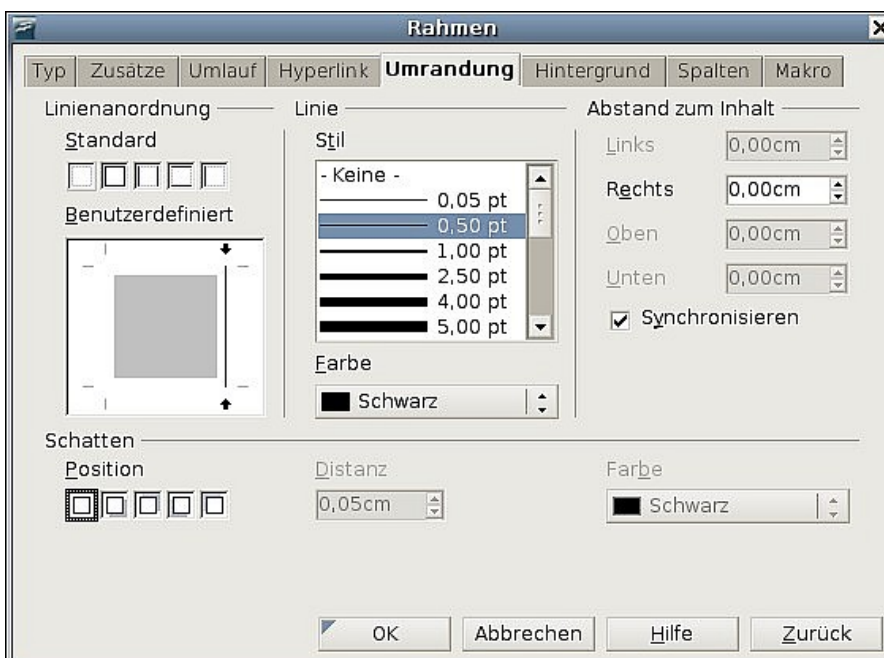 Rahmen
Typ Zusätze Umlauf Hyperlink Umrandung Hintergrund Spalten Makro
Linienanordnung
Standard
Benutzerdefiniert
Linie
Stil
- Keine -
0,05 pt
0,50 pt
1,00 pt
2,50 pt
4,00 pt
5,00 pt
Farbe
Schwarz
Abstand zum Inhalt
Links 0,00cm
Rechts 0,00cm
Oben 0,00cm
Unten 0,00cm
Synchronisieren
Schatten
Position
Distanz
0,05cm
Farbe
Schwarz
OK Abbrechen Hilfe Zurück